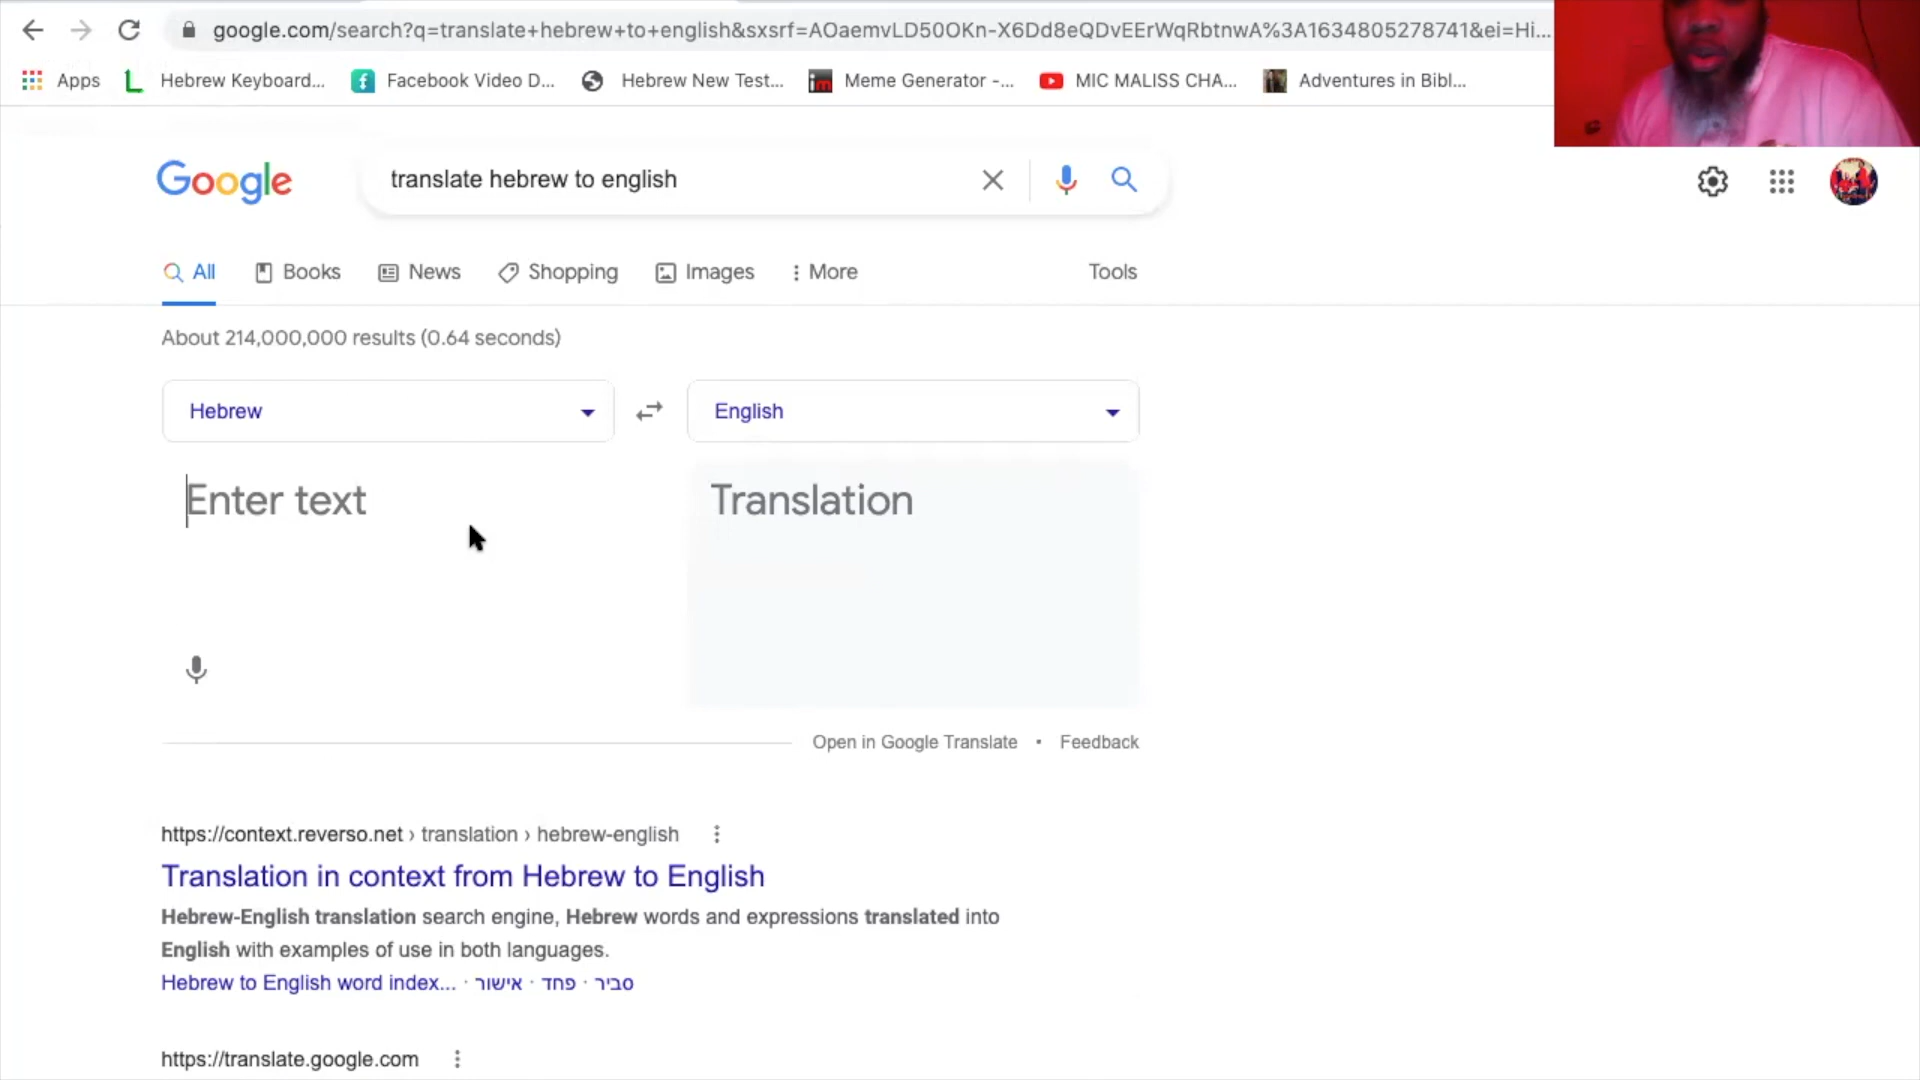 google.com/search?q=translate+hebrew+to+english&sxsrf=AOaemvLD50OKn-X6Dd8eQDvEErWqRbtnwA%3A1634805278741&ei=Hi...
Apps Hebrew Keyboard... Facebook Video D... Hebrew New Test... Meme Generator -... MIC MALISS CHA... Adventures in Bibl...
Google translate hebrew to english
All Books News Shopping Images More Tools
About 214,000,000 results (0.64 seconds)
Hebrew English
Enter text Translation
Open in Google Translate • Feedback
https://context.reverso.net › translation › hebrew-english
Translation in context from Hebrew to English
Hebrew-English translation search engine, Hebrew words and expressions translated into
English with examples of use in both languages.
Hebrew to English word index... · אישור · פחד · סביר
https://translate.google.com